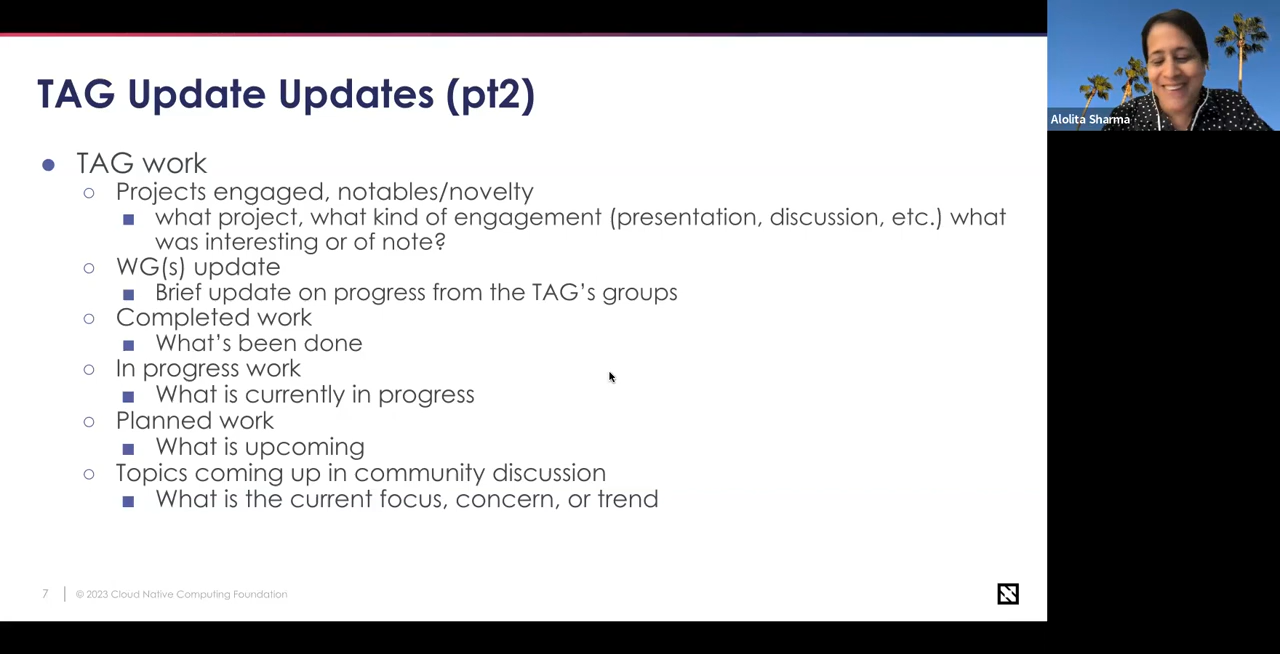 TAG Update Updates (pt2)
TAG work
Projects engaged, notables/novelty
what project, what kind of engagement (presentation, discussion, etc.) what
was interesting or of note?
WG(s) update
Brief update on progress from the TAG’s groups
Completed work
What’s been done
In progress work
What is currently in progress
Planned work
What is upcoming
Topics coming up in community discussion
What is the current focus, concern, or trend
7
© 2023 Cloud Native Computing Foundation
Alolita Sharma